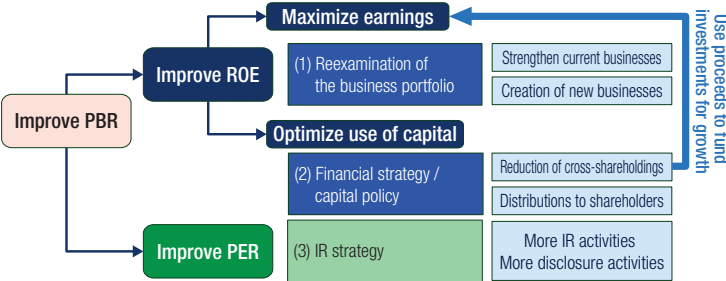 Improve PBR
Improve ROE
Maximize earnings
(1) Reexamination of
the business portfolio
Strengthen current businesses
Creation of new businesses
Optimize use of capital
(2) Financial strategy /
capital policy
Reduction of cross-shareholdings
Distributions to shareholders
Use proceeds to fund
investments for growth
Improve PER
(3) IR strategy
More IR activities
More disclosure activities